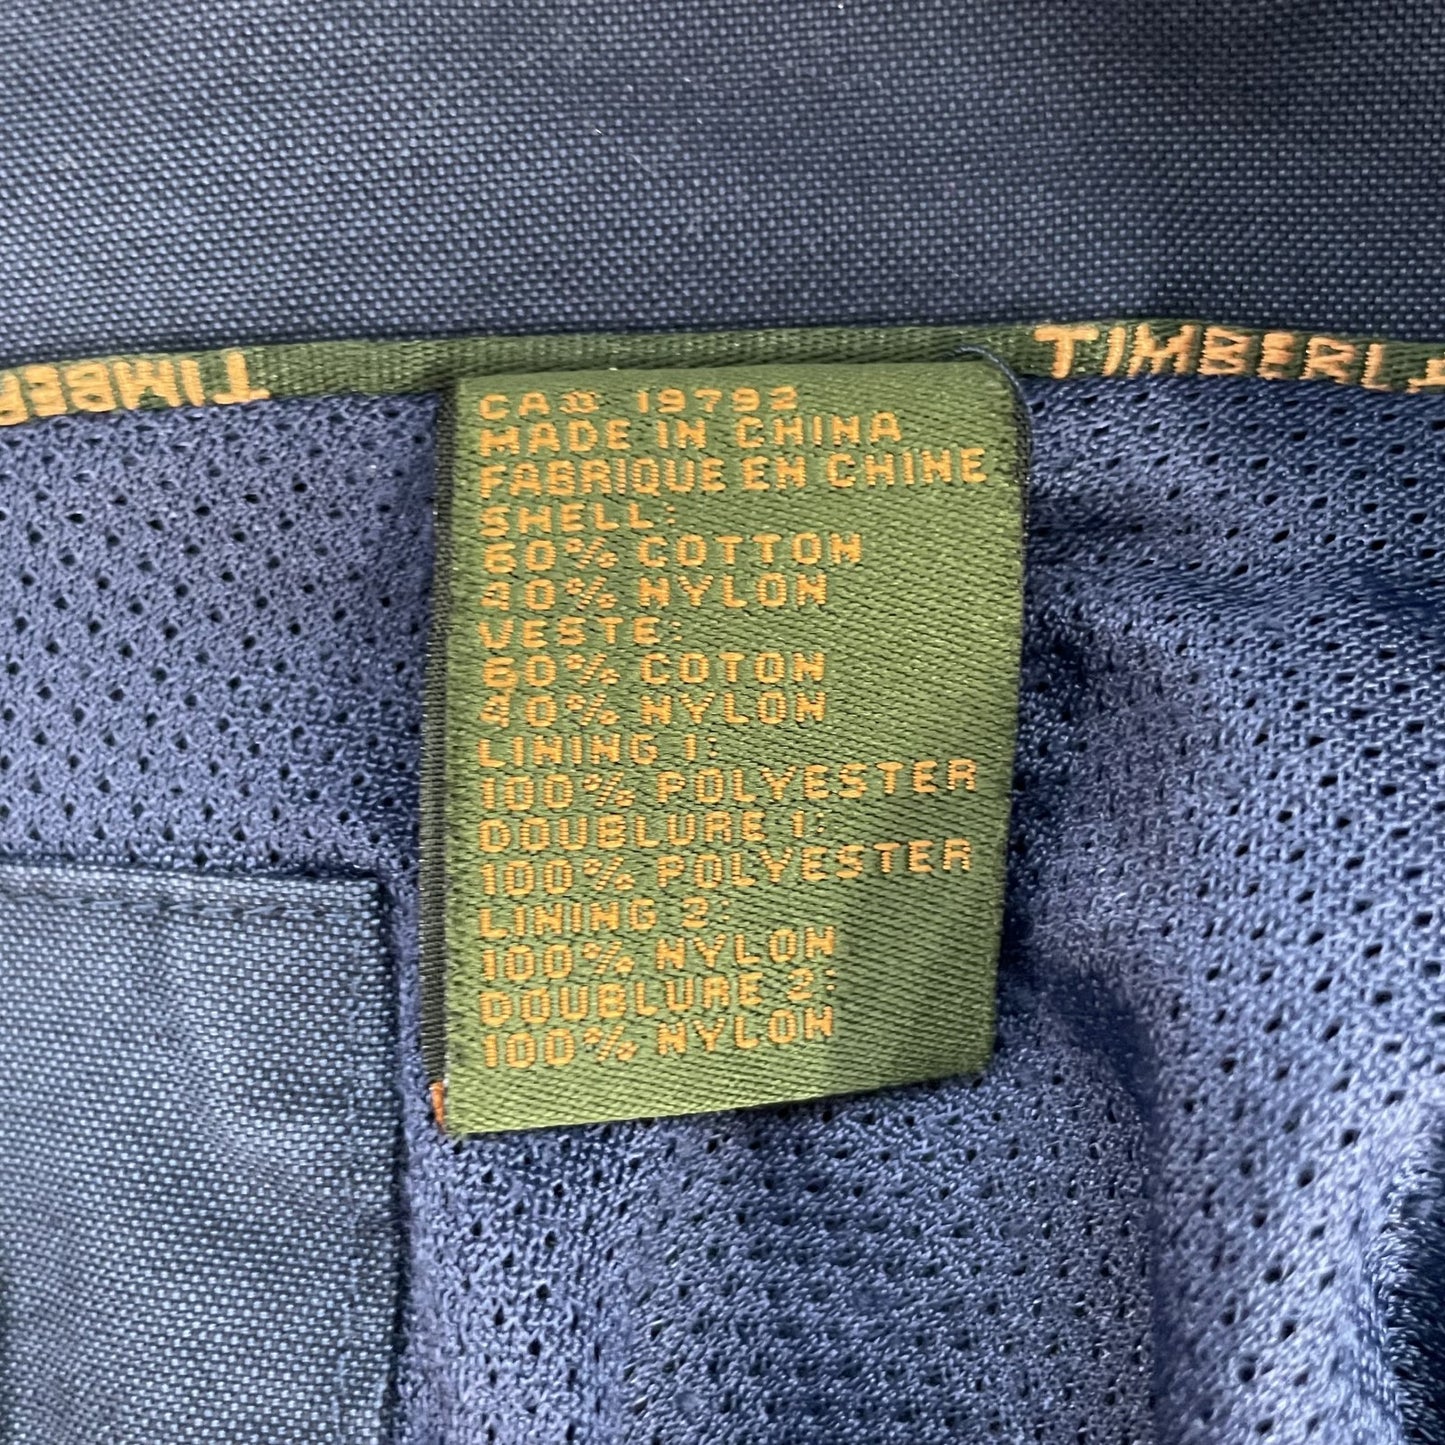 TIMBERL
TIMBER
CA# 19792
MADE IN CHINA
FABRIQUE EN CHINE
SHELL:
60% COTTON
40% NYLON
VESTE:
60% COTON
40% NYLON
LINING 1:
100% POLYESTER
DOUBLURE 1:
100% POLYESTER
LINING 2:
100% NYLON
DOUBLURE 2:
100% NYLON